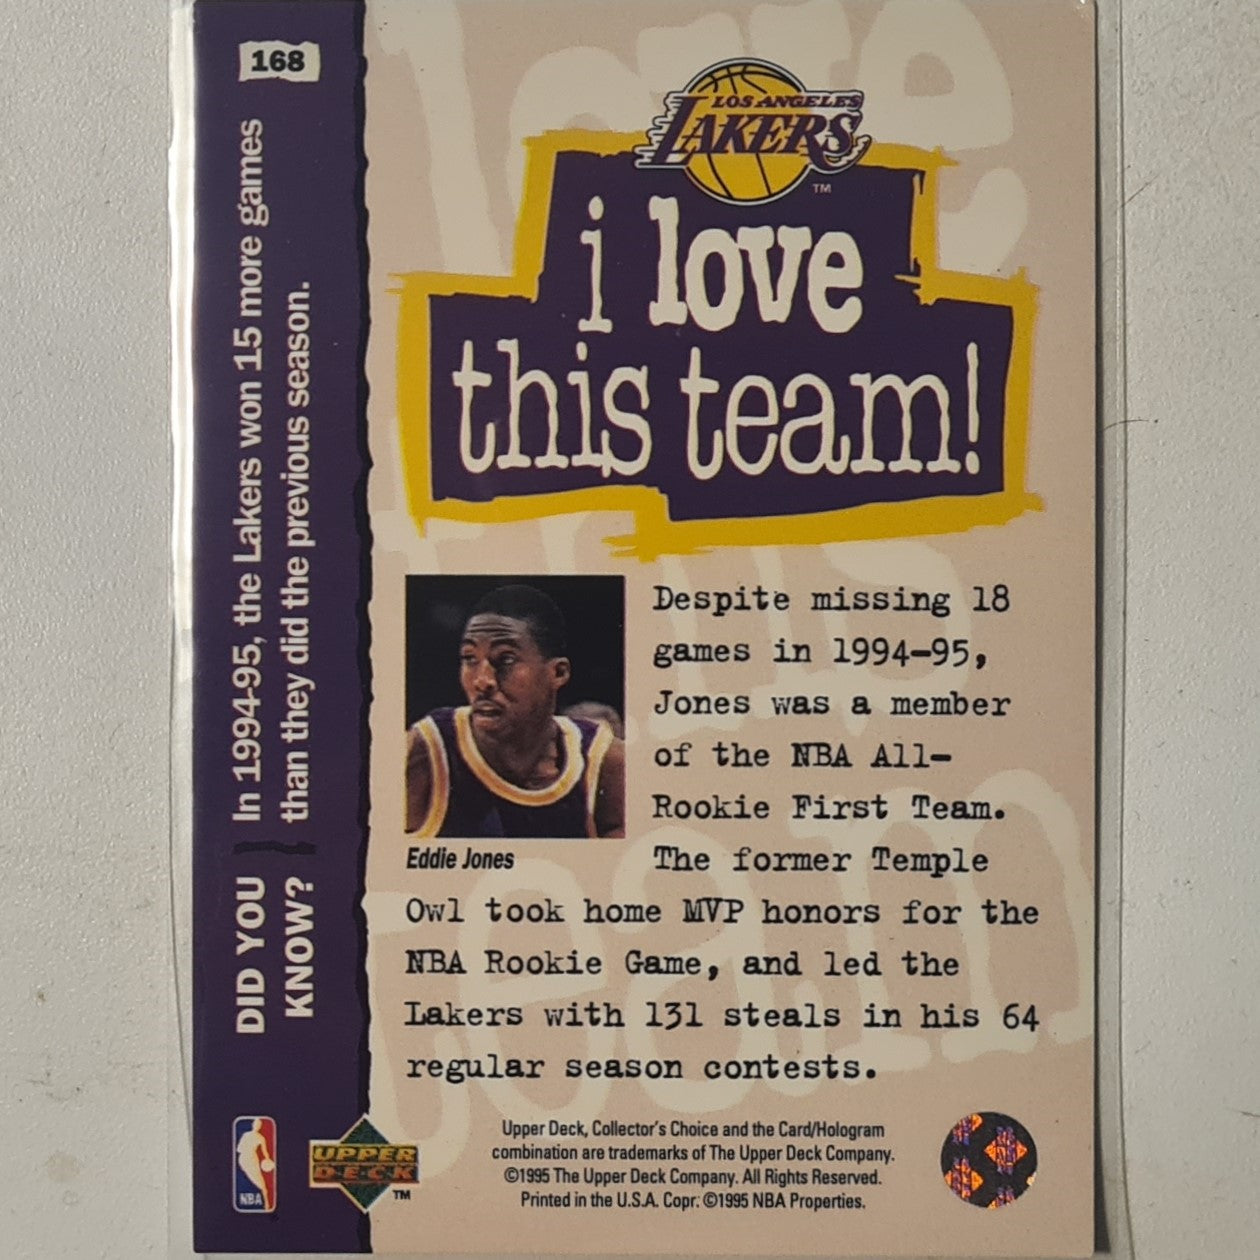 168
DID YOU
KNOW?
In 1994-95, the Lakers won 15 more games
than they did the previous season.
LOS ANGELES
LAKERS
TM
i love
this team!
Eddie Jones
Despite missing 18
games in 1994-95,
Jones was a member
of the NBA All-
Rookie First Team.
The former Temple
Owl took home MVP honors for the
NBA Rookie Game, and led the
Lakers with 131 steals in his 64
regular season contests.
NBA
UPPER
DECK
TM
Upper Deck, Collector's Choice and the Card/Hologram
combination are trademarks of The Upper Deck Company.
©1995 The Upper Deck Company. All Rights Reserved.
Printed in the U.S.A. Copr. ©1995 NBA Properties.
love
this
team